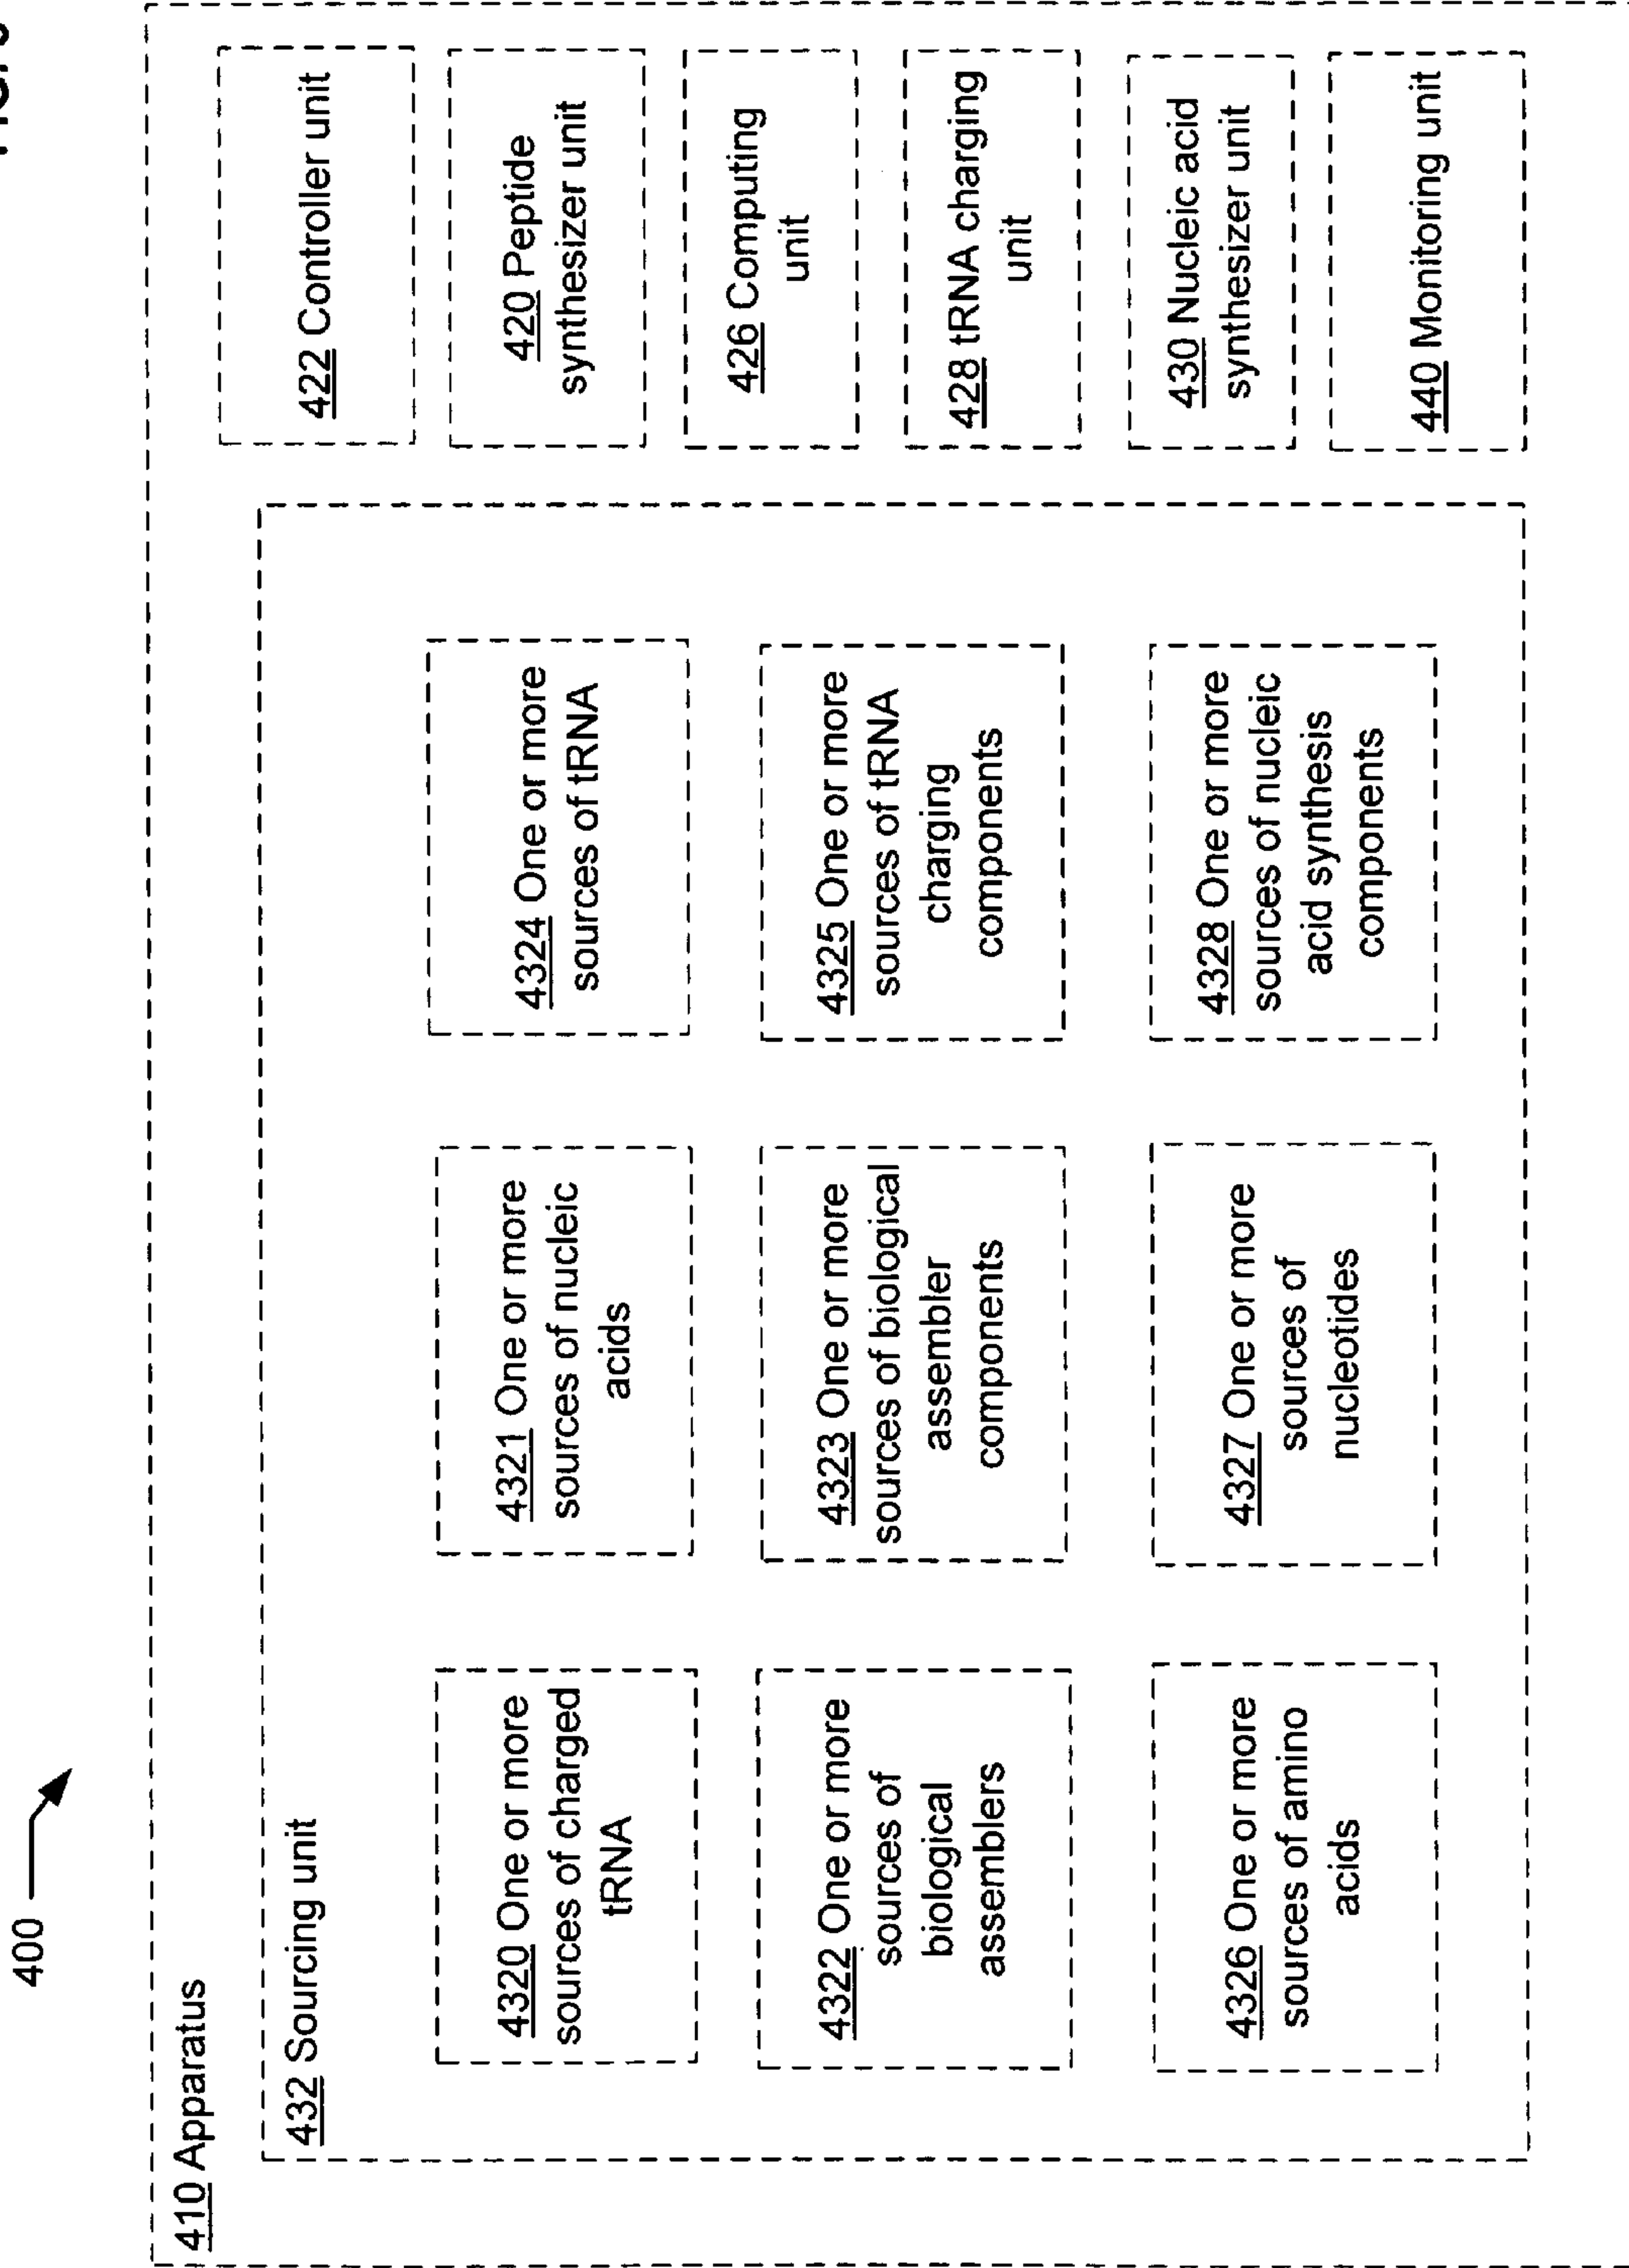 400
410 Apparatus
432 Sourcing unit
4320 One or more
sources of charged
tRNA
4321 One or more
sources of nucleic
acids
4324 One or more
sources of tRNA
4322 One or more
sources of
biological
assemblers
4323 One or more
sources of biological
assembler
components
4325 One or more
sources of tRNA
charging
components
4326 One or more
sources of amino
acids
4327 One or more
sources of
nucleotides
4328 One or more
sources of nucleic
acid synthesis
components
422 Controller unit
420 Peptide
synthesizer unit
426 Computing
unit
428 tRNA charging
unit
430 Nucleic acid
synthesizer unit
440 Monitoring unit